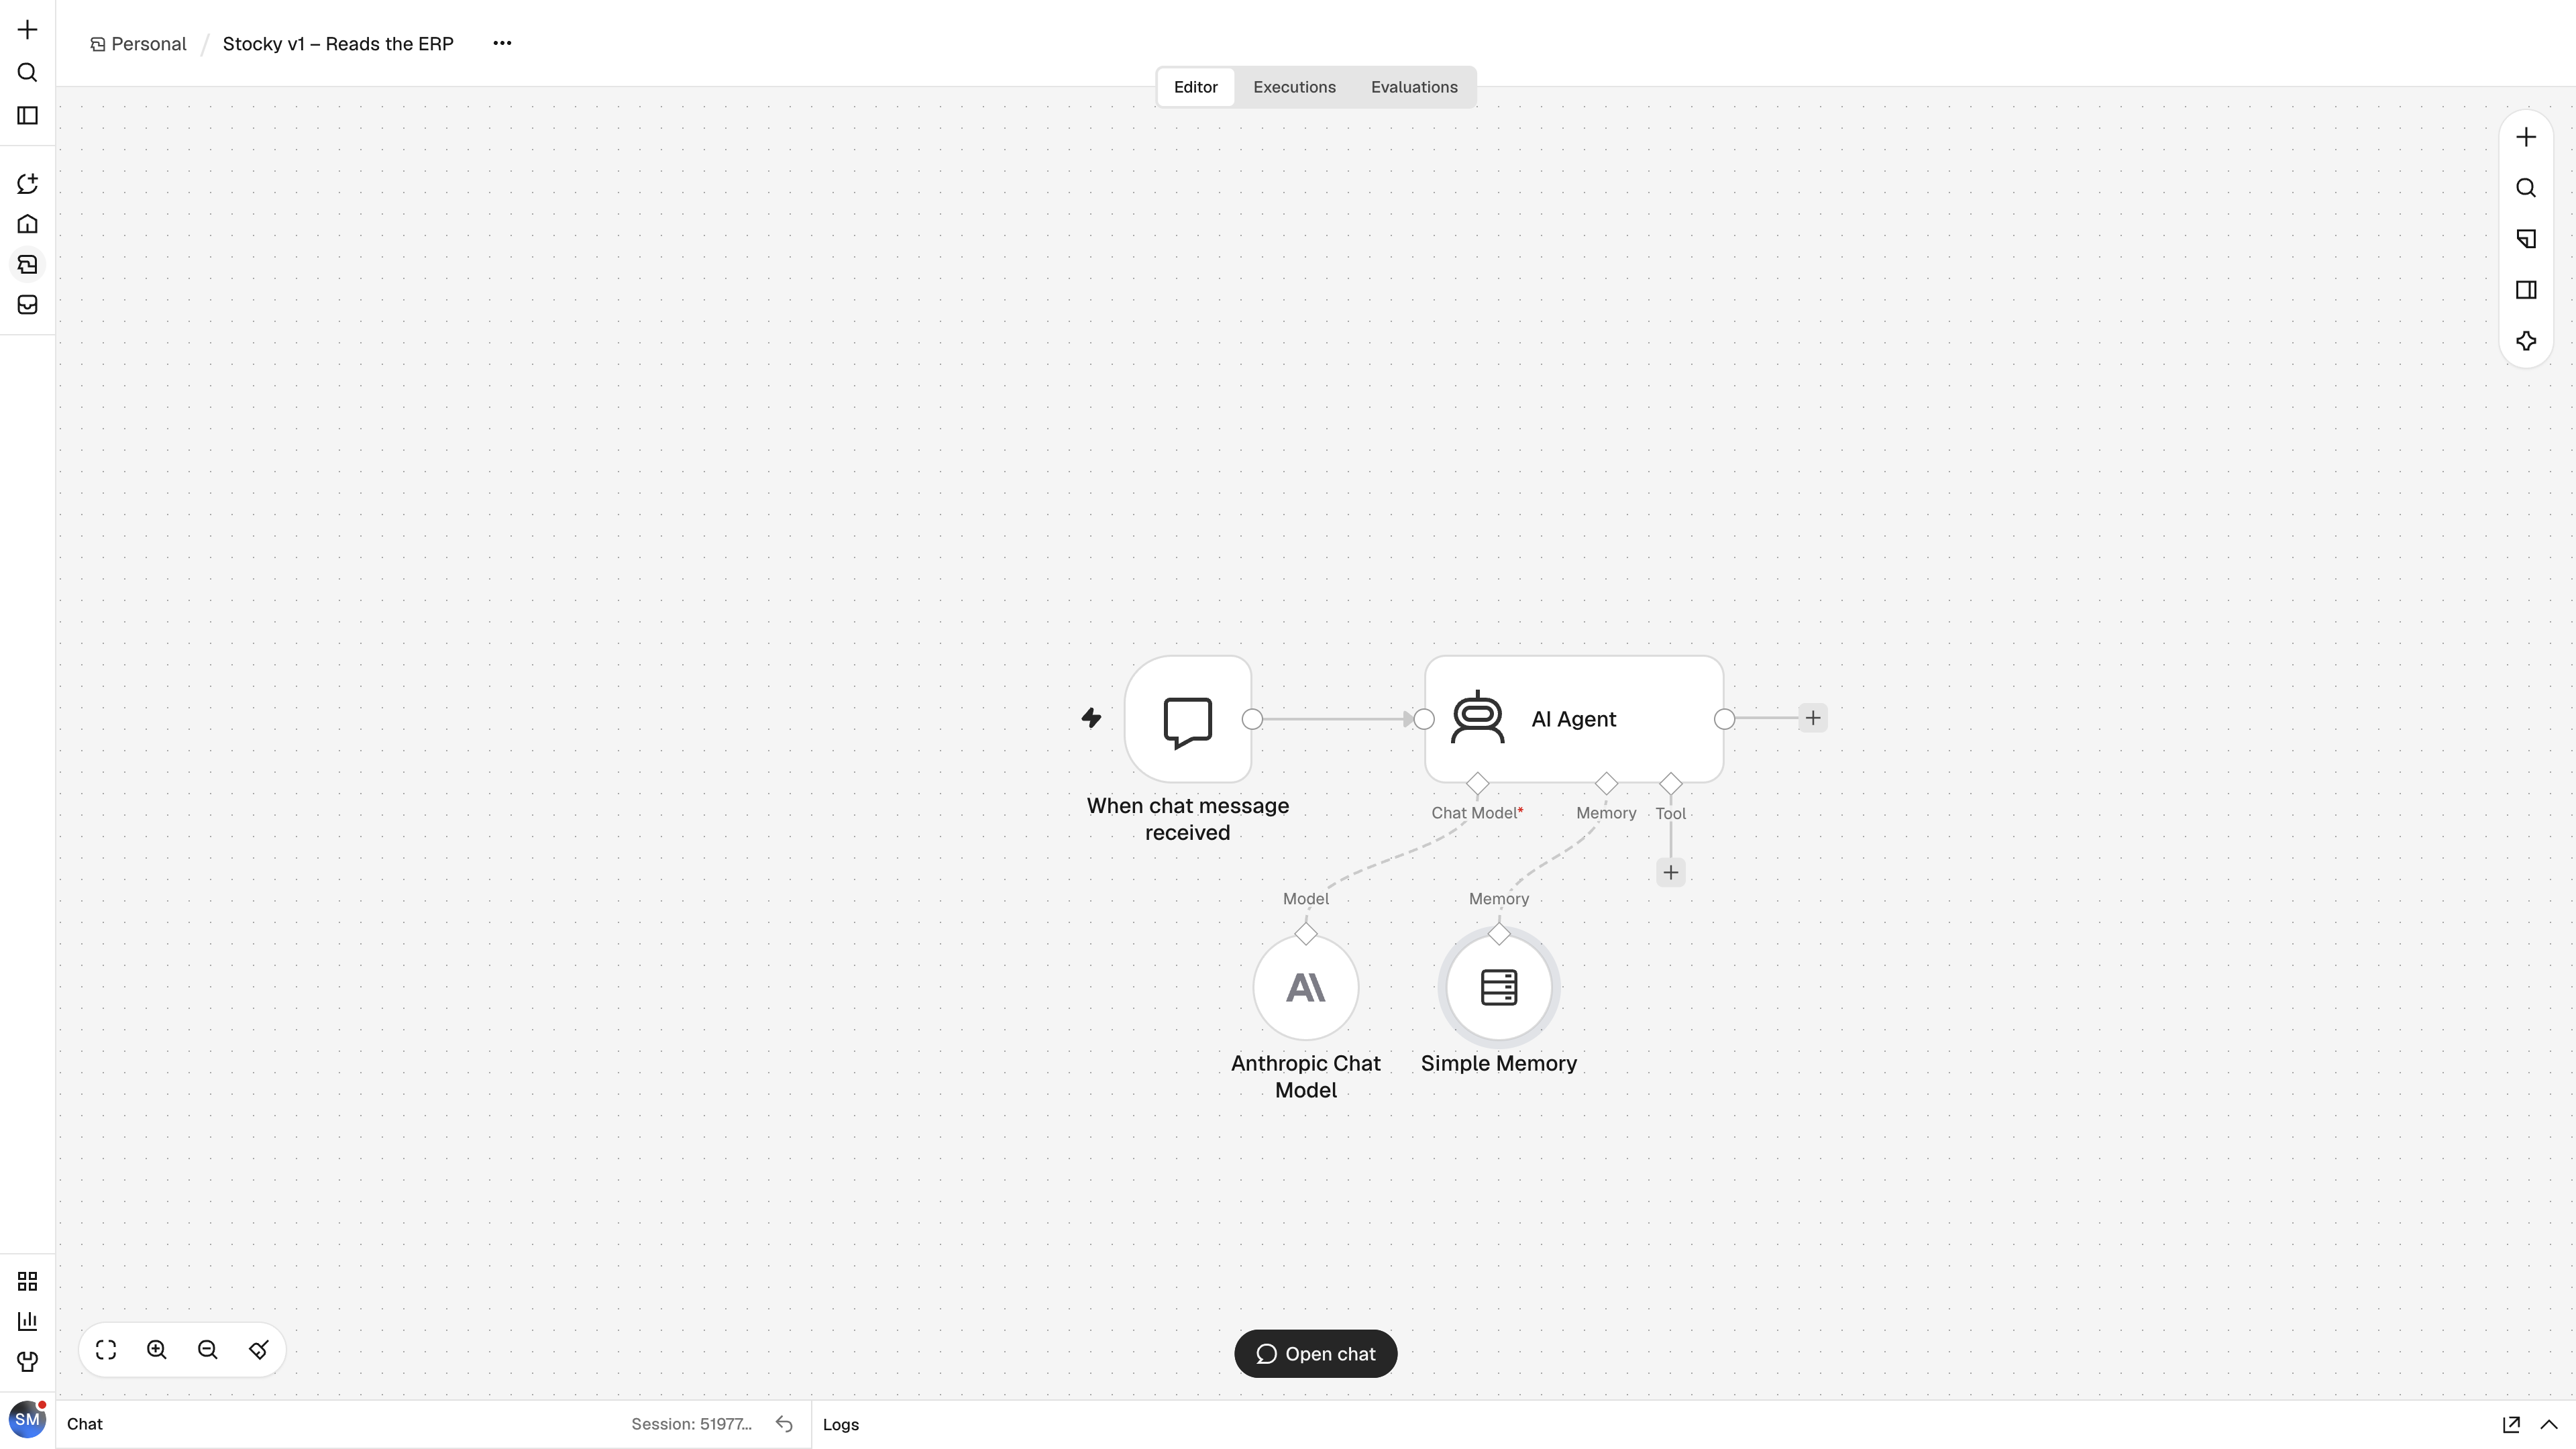 Personal / Stocky v1 – Reads the ERP
Editor Executions Evaluations
AI Agent
When chat message
received
Chat Model* Memory Tool
Model Memory
Anthropic Chat
Model
Simple Memory
Open chat
SM
Chat Session: 51977... Logs